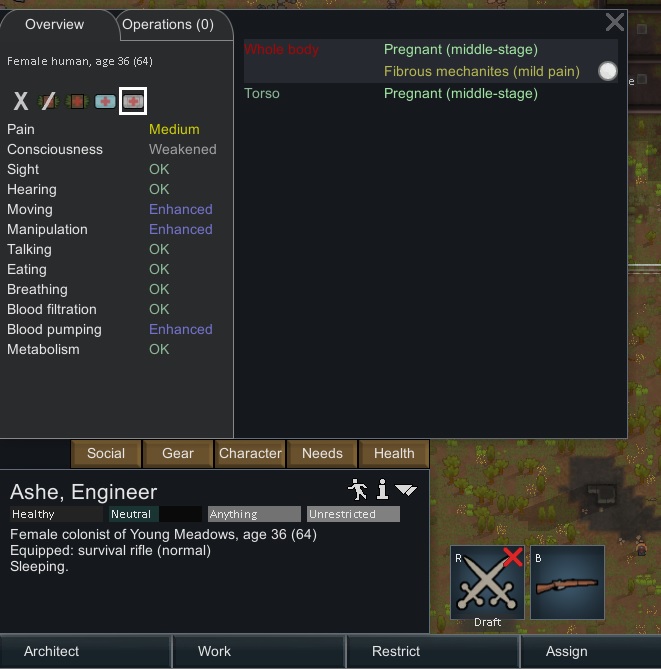 Overview
Operations (0)
Female human, age 36 (64)
Pain Medium
Consciousness Weakened
Sight OK
Hearing OK
Moving Enhanced
Manipulation Enhanced
Talking OK
Eating OK
Breathing OK
Blood filtration OK
Blood pumping Enhanced
Metabolism OK
Whole body Pregnant (middle-stage)
Fibrous mechanites (mild pain)
Torso Pregnant (middle-stage)
e
Social Gear Character Needs Health
Ashe, Engineer
Healthy Neutral Anything Unrestricted
Female colonist of Young Meadows, age 36 (64)
Equipped: survival rifle (normal)
Sleeping.
R B
Draft
Architect Work Restrict Assign